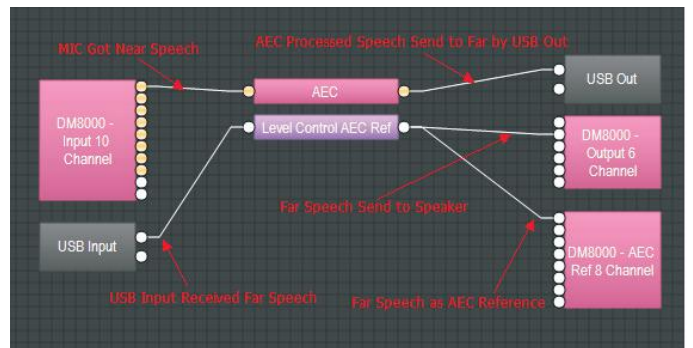 MIC Got Near Speech
AEC Processed Speech Send to Far by USB Out
DM8000 -
Input 10
Channel
AEC
USB Out
Level Control AEC Ref
DM8000 -
Output 6
Channel
Far Speech Send to Speaker
USB Input
DM8000 - AEC
Ref 8 Channel
USB Input Received Far Speech
Far Speech as AEC Reference